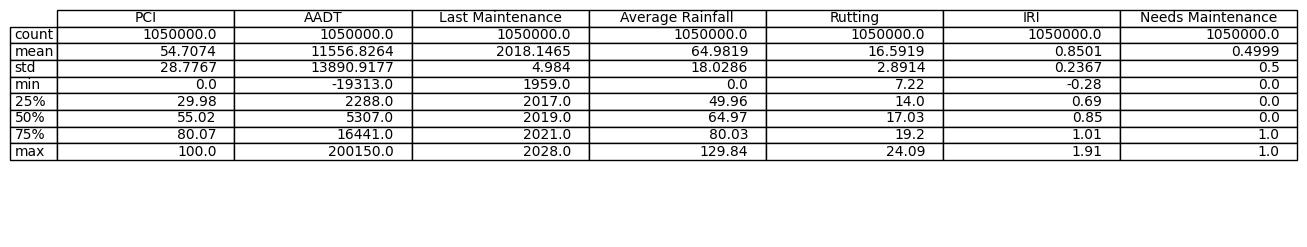 PCI AADT Last Maintenance Average Rainfall Rutting IRI Needs Maintenance
count 1050000.0 1050000.0 1050000.0 1050000.0 1050000.0 1050000.0 1050000.0
mean 54.7074 11556.8264 2018.1465 64.9819 16.5919 0.8501 0.4999
std 28.7767 13890.9177 4.984 18.0286 2.8914 0.2367 0.5
min 0.0 -19313.0 1959.0 0.0 7.22 -0.28 0.0
25% 29.98 2288.0 2017.0 49.96 14.0 0.69 0.0
50% 55.02 5307.0 2019.0 64.97 17.03 0.85 0.0
75% 80.07 16441.0 2021.0 80.03 19.2 1.01 1.0
max 100.0 200150.0 2028.0 129.84 24.09 1.91 1.0